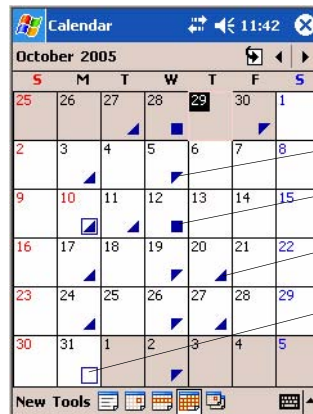 Calendar 11:42
October 2005
S M T W T F S
25 26 27 28 29 30 1
2 3 4 5 6 7 8
9 10 11 12 13 14 15
16 17 18 19 20 21 22
23 24 25 26 27 28 29
30 31 1 2 3 4 5
New Tools